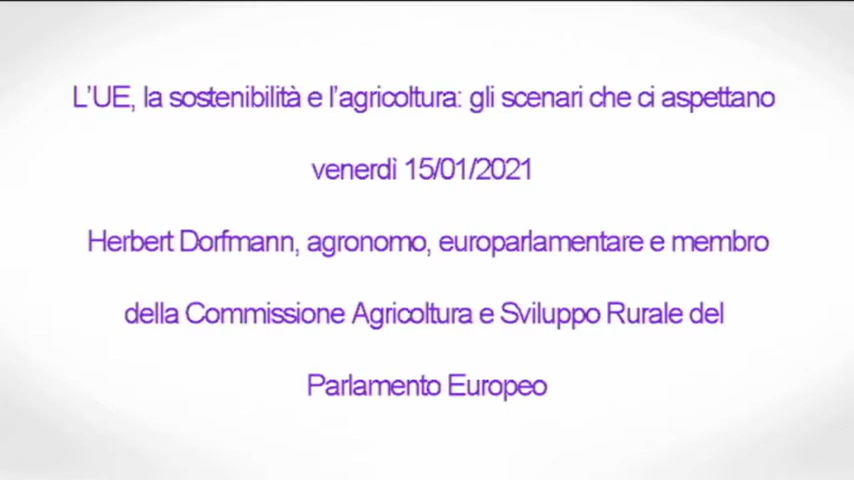 L'UE, la sostenibilità e l'agricoltura: gli scenari che ci aspettano
venerdì 15/01/2021
Herbert Dorfmann, agronomo, europarlamentare e membro
della Commissione Agricoltura e Sviluppo Rurale del
Parlamento Europeo